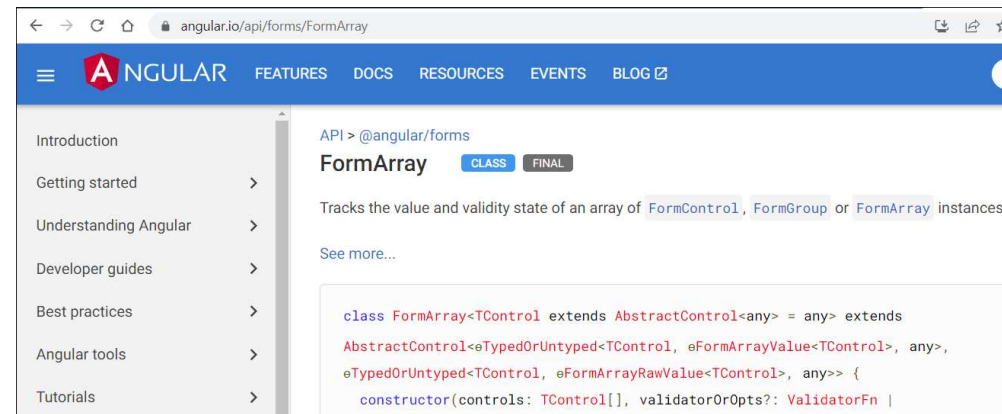 angular.io/api/forms/FormArray
ANGULAR FEATURES DOCS RESOURCES EVENTS BLOG
Introduction
Getting started
Understanding Angular
Developer guides
Best practices
Angular tools
Tutorials
API > @angular/forms
FormArray CLASS FINAL
Tracks the value and validity state of an array of FormControl, FormGroup or FormArray instances
See more...
class FormArray<TControl extends AbstractControl<any> = any> extends
AbstractControl<ɵTypedOrUntyped<TControl, ɵFormArrayValue<TControl>, any>,
ɵTypedOrUntyped<TControl, ɵFormArrayRawValue<TControl>, any>> {
constructor(controls: TControl[], validatorOrOpts?: ValidatorFn |